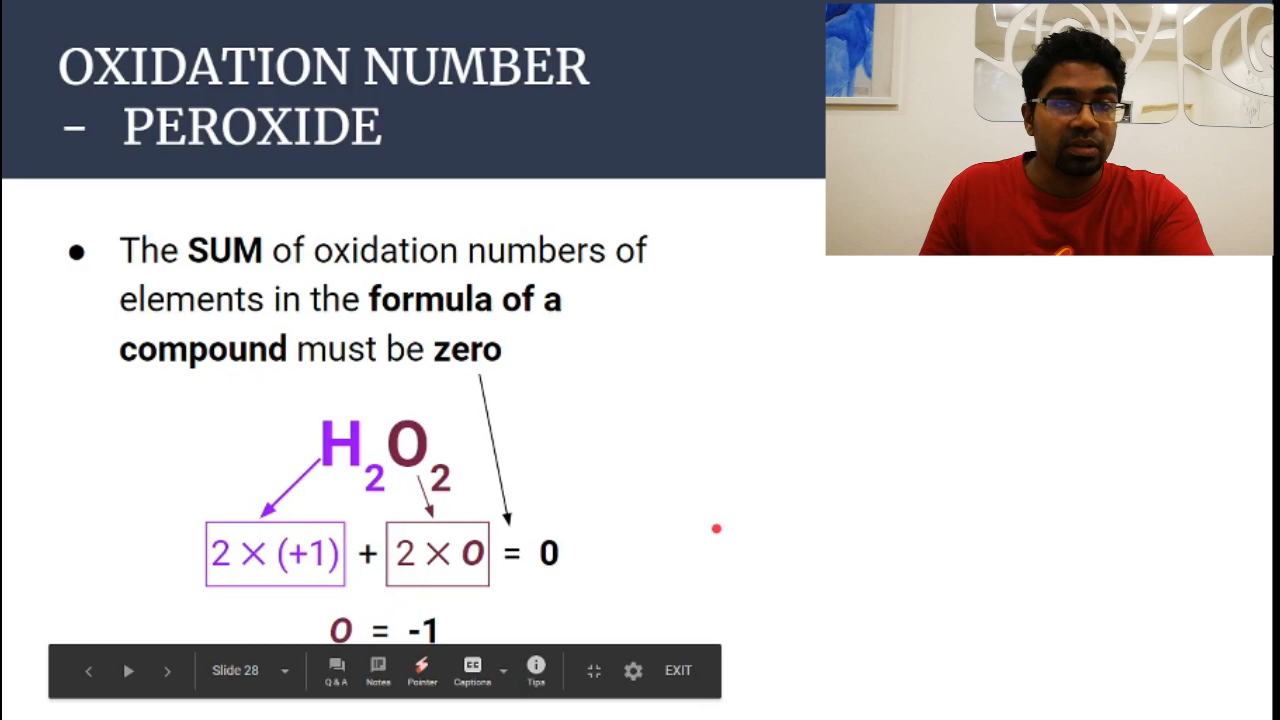 OXIDATION NUMBER
- PEROXIDE
● The SUM of oxidation numbers of
elements in the formula of a
compound must be zero
H₂O₂
2 × (+1) + 2 × O = 0
O = -1
Slide 28
Q & A
Notes
Pointer
Captions
Tips
EXIT